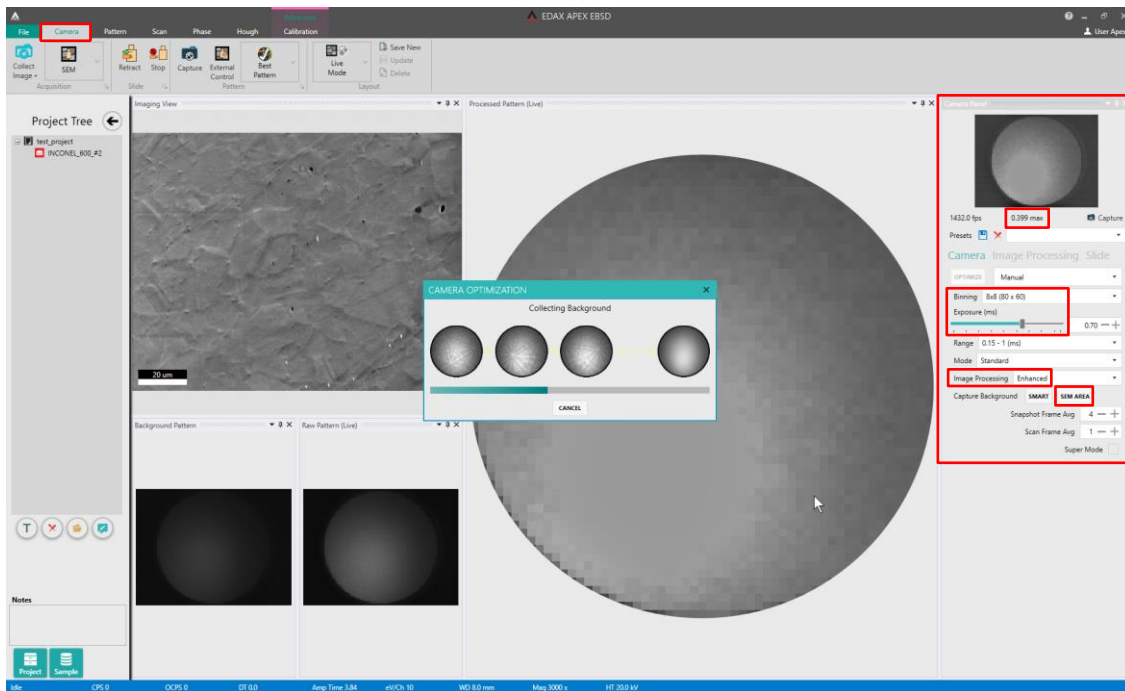 EDAX APEX EBSD
Advanced
File Camera Pattern Scan Phase Hough Calibration
User Apex
Collect Image
SEM
Acquisition
Retract
Stop
Slide
Capture
External Control
Best Pattern
Pattern
Live Mode
Save New
Update
Delete
Layout
Project Tree
test_project
INCONEL_600_#2
Notes
Project
Sample
Imaging View
20 um
Background Pattern
Raw Pattern (Live)
Processed Pattern (Live)
CAMERA OPTIMIZATION
Collecting Background
CANCEL
Camera Panel
1432.0 fps 0.399 max Capture
Presets
Camera Image Processing Slide
OPTIMIZE Manual
Binning 8x8 (80 x 60)
Exposure (ms)
0.70
Range 0.15 - 1 (ms)
Mode Standard
Image Processing Enhanced
Capture Background SMART SEM AREA
Snapshot Frame Avg 4
Scan Frame Avg 1
Super Mode
Idle CPS 0 OCPS 0 DT 0.0 Amp Time 3.84 eV/Ch 10 WD 8.0 mm Mag 3000 x HT 20.0 kV